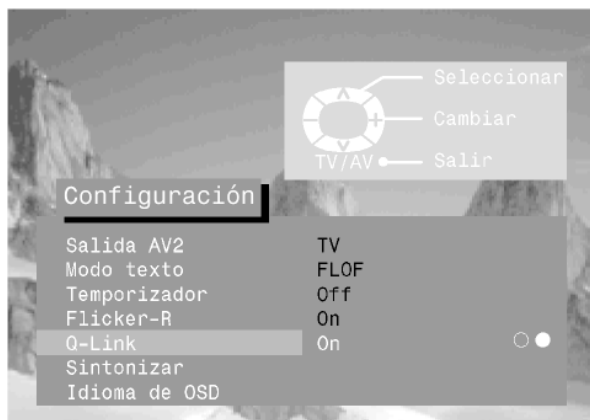 Seleccionar
Cambiar
TV/AV Salir
Configuración
Salida AV2 TV
Modo texto FLOF
Temporizador Off
Flicker-R On
Q-Link On
Sintonizar
Idioma de OSD